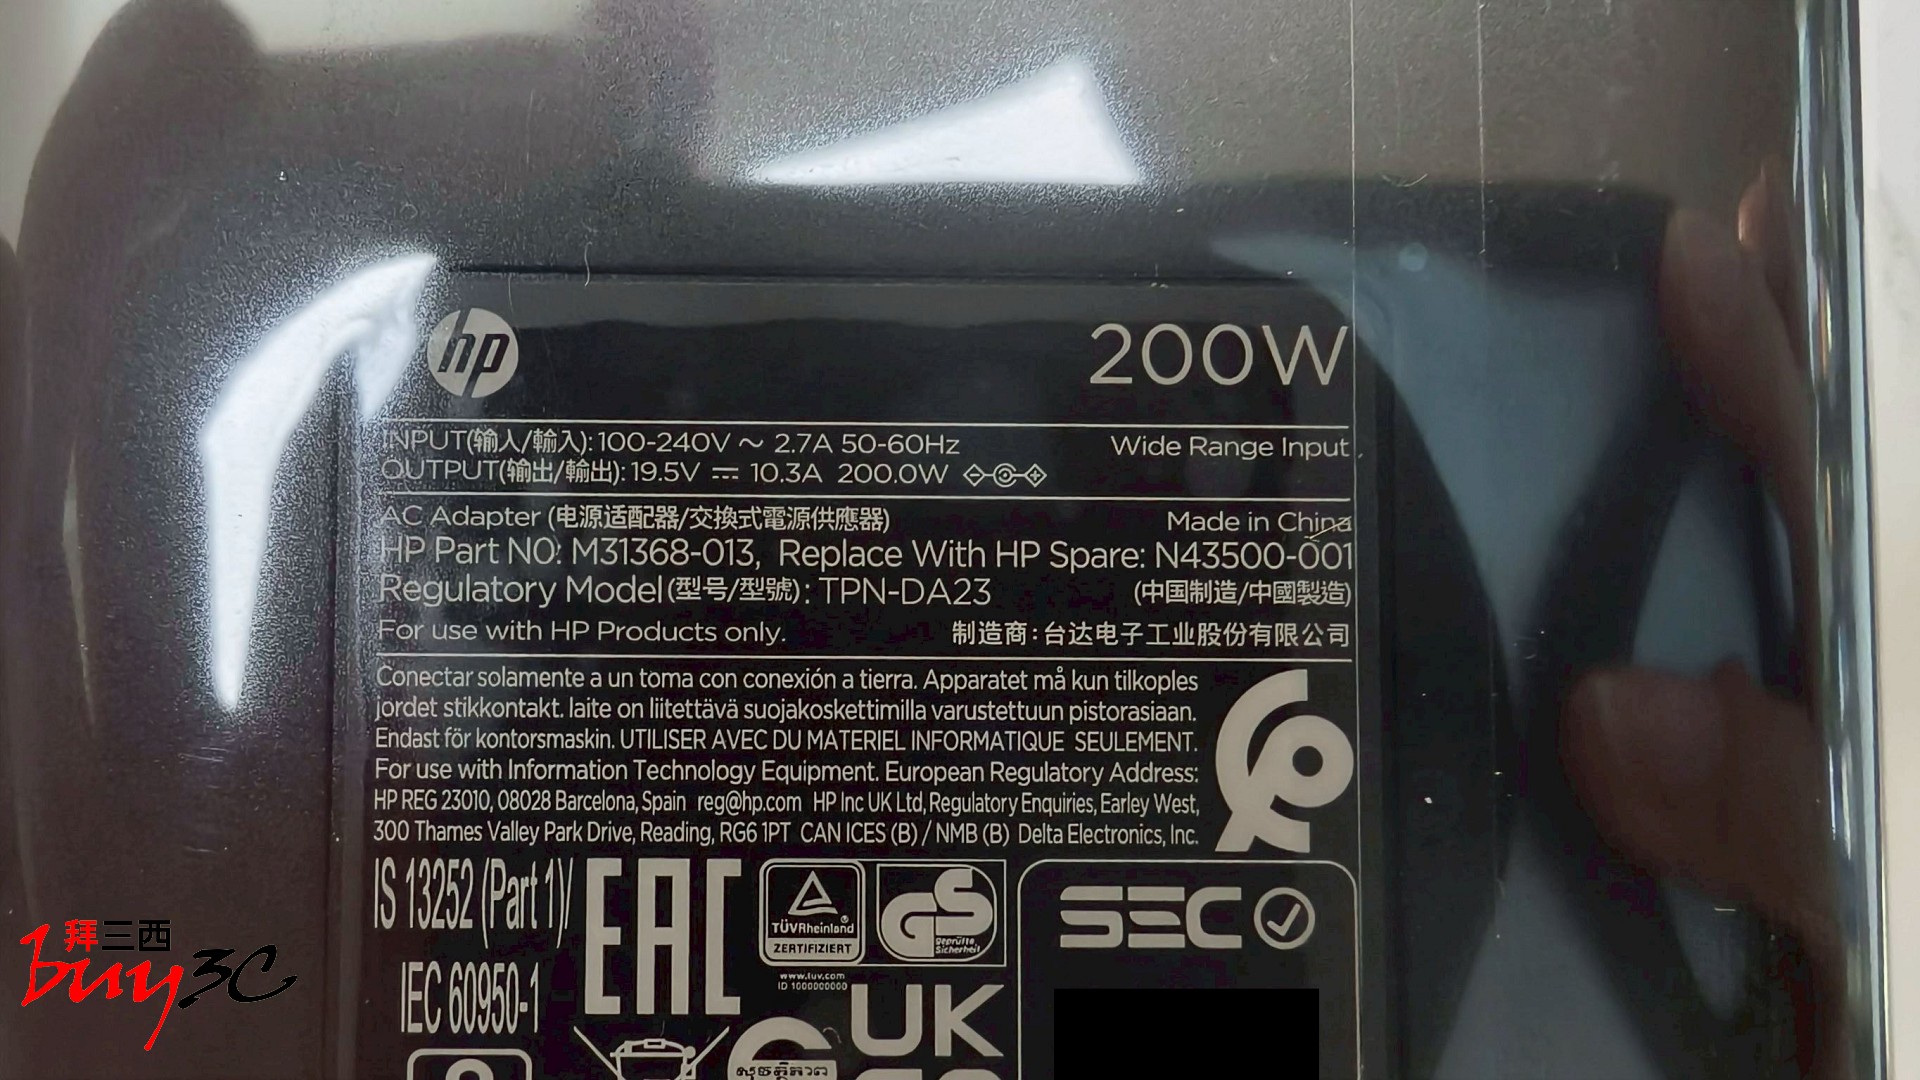 hp
200W
INPUT(输入/輸入): 100-240V ~ 2.7A 50-60Hz Wide Range Input
OUTPUT(输出/輸出): 19.5V ⎓ 10.3A 200.0W
AC Adapter (电源适配器/交換式電源供應器) Made in China
HP Part NO: M31368-013, Replace With HP Spare: N43500-001
Regulatory Model(型号/型號): TPN-DA23 (中国制造/中國製造)
For use with HP Products only. 制造商: 台达电子工业股份有限公司
Conectar solamente a un toma con conexión a tierra. Apparatet må kun tilkoples
jordet stikkontakt. laite on liitettävä suojakoskettimilla varustettuun pistorasiaan.
Endast för kontorsmaskin. UTILISER AVEC DU MATERIEL INFORMATIQUE SEULEMENT.
For use with Information Technology Equipment. European Regulatory Address:
HP REG 23010, 08028 Barcelona, Spain reg@hp.com HP Inc UK Ltd, Regulatory Enquiries, Earley West,
300 Thames Valley Park Drive, Reading, RG6 1PT CAN ICES (B) / NMB (B) Delta Electronics, Inc.
IS 13252 (Part 1)/
IEC 60950-1
EAC
TÜVRheinland®
ZERTIFIZIERT
www.tuv.com
ID 1000000000
GS
geprüfte
Sicherheit
SEC
UK
拜三西
buy3C